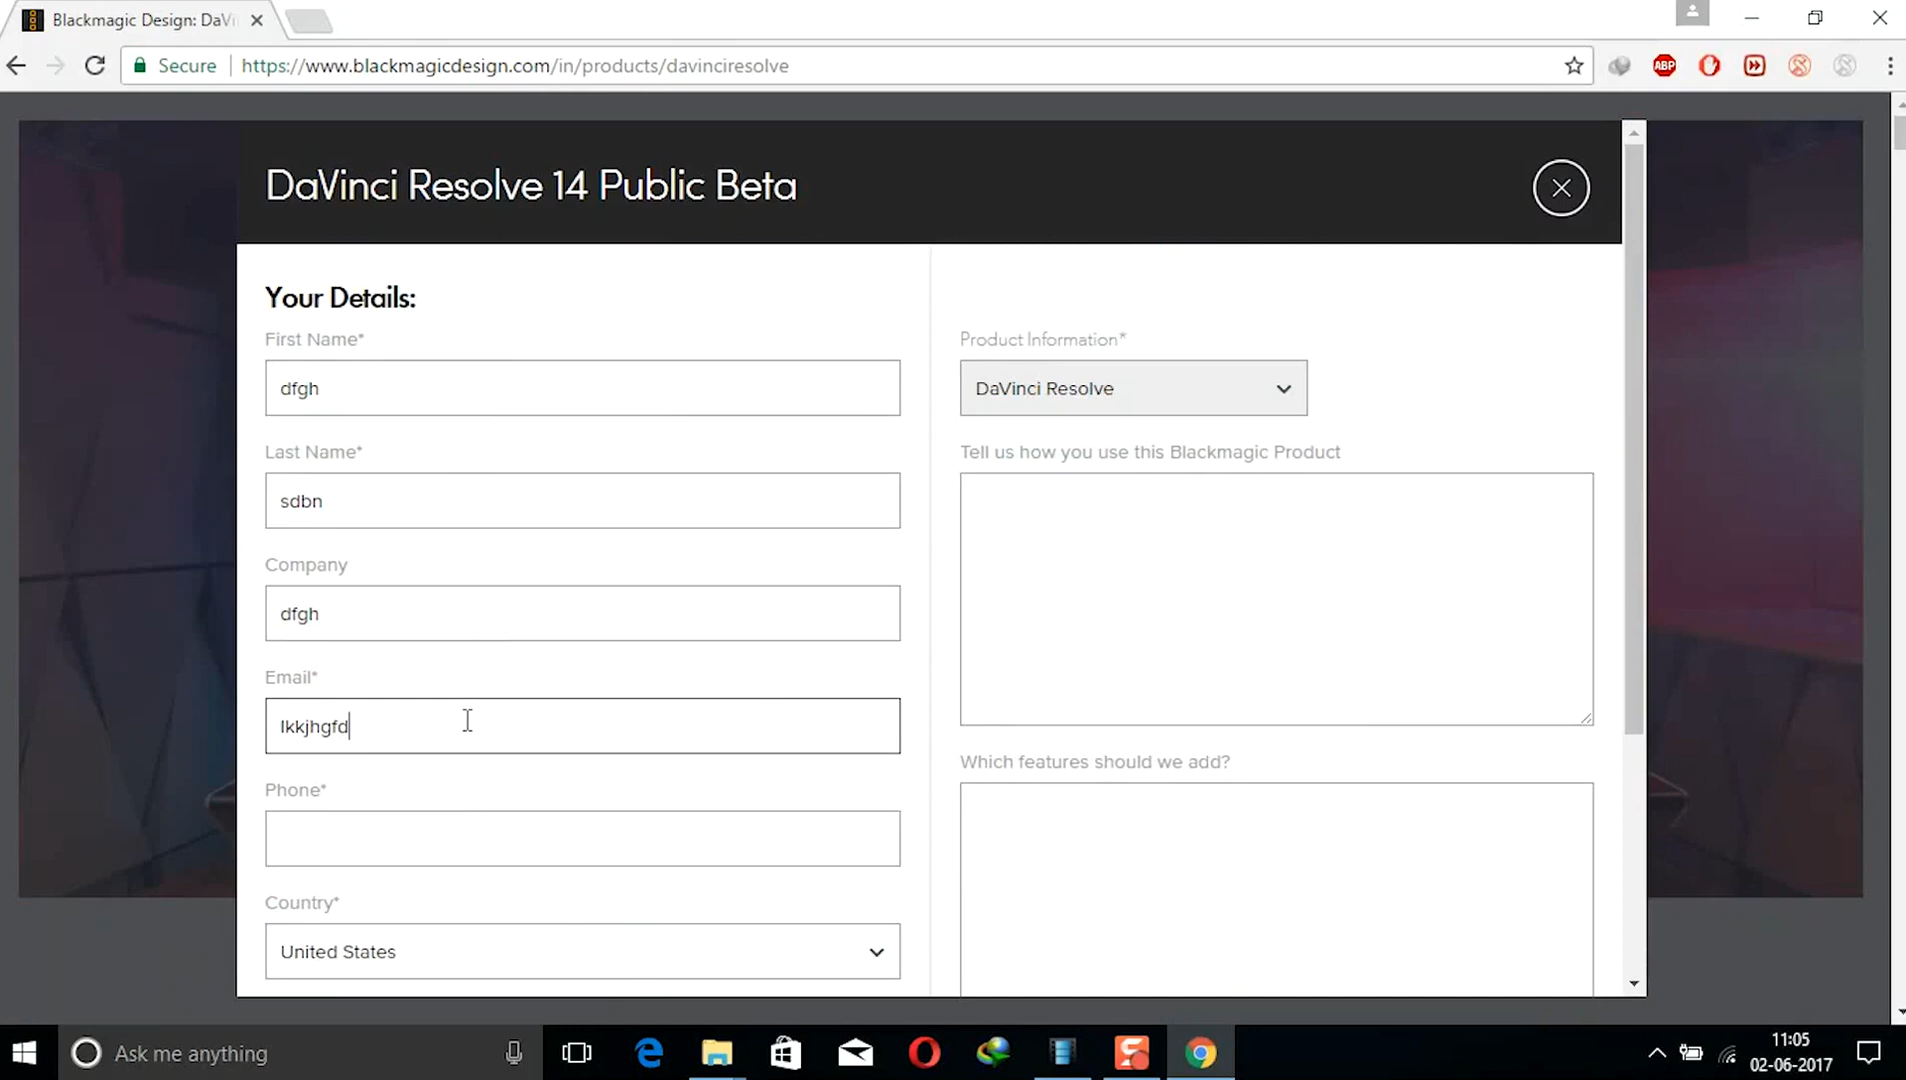 Blackmagic Design: DaVi
Secure
https://www.blackmagicdesign.com/in/products/davinciresolve
ABP
DaVinci Resolve 14 Public Beta
Your Details:
First Name*
dfgh
Last Name*
sdbn
Company
dfgh
Email*
lkkjhgfd
Phone*
Country*
United States
Product Information*
DaVinci Resolve
Tell us how you use this Blackmagic Product
Which features should we add?
Ask me anything
11:05
02-06-2017